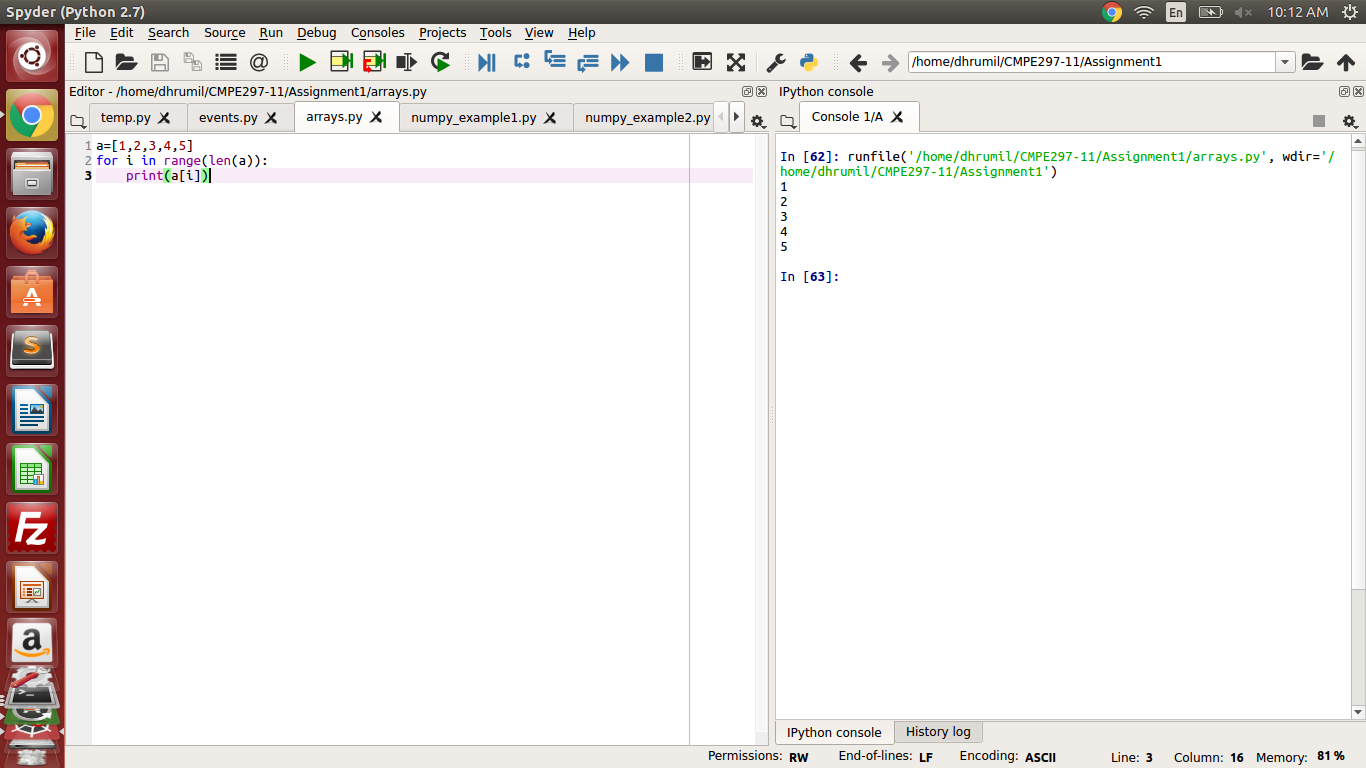 Spyder (Python 2.7)
En
10:12 AM
File Edit Search Source Run Debug Consoles Projects Tools View Help
@
/home/dhrumil/CMPE297-11/Assignment1
Editor - /home/dhrumil/CMPE297-11/Assignment1/arrays.py
temp.py events.py arrays.py numpy_example1.py numpy_example2.py
1 a=[1,2,3,4,5]
2 for i in range(len(a)):
3     print(a[i])
IPython console
Console 1/A
In [62]: runfile('/home/dhrumil/CMPE297-11/Assignment1/arrays.py', wdir='/
home/dhrumil/CMPE297-11/Assignment1')
1
2
3
4
5
In [63]:
IPython console History log
Permissions: RW End-of-lines: LF Encoding: ASCII Line: 3 Column: 16 Memory: 81 %
A
S
Fz
a